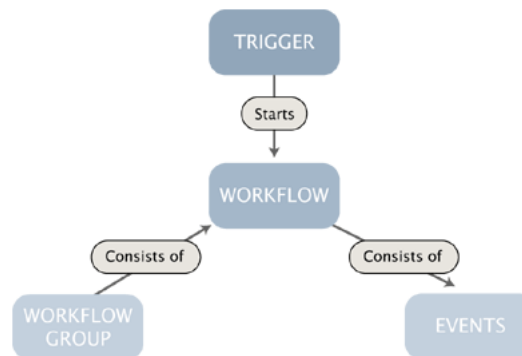 TRIGGER
Starts
WORKFLOW
Consists of
Consists of
WORKFLOW
GROUP
EVENTS